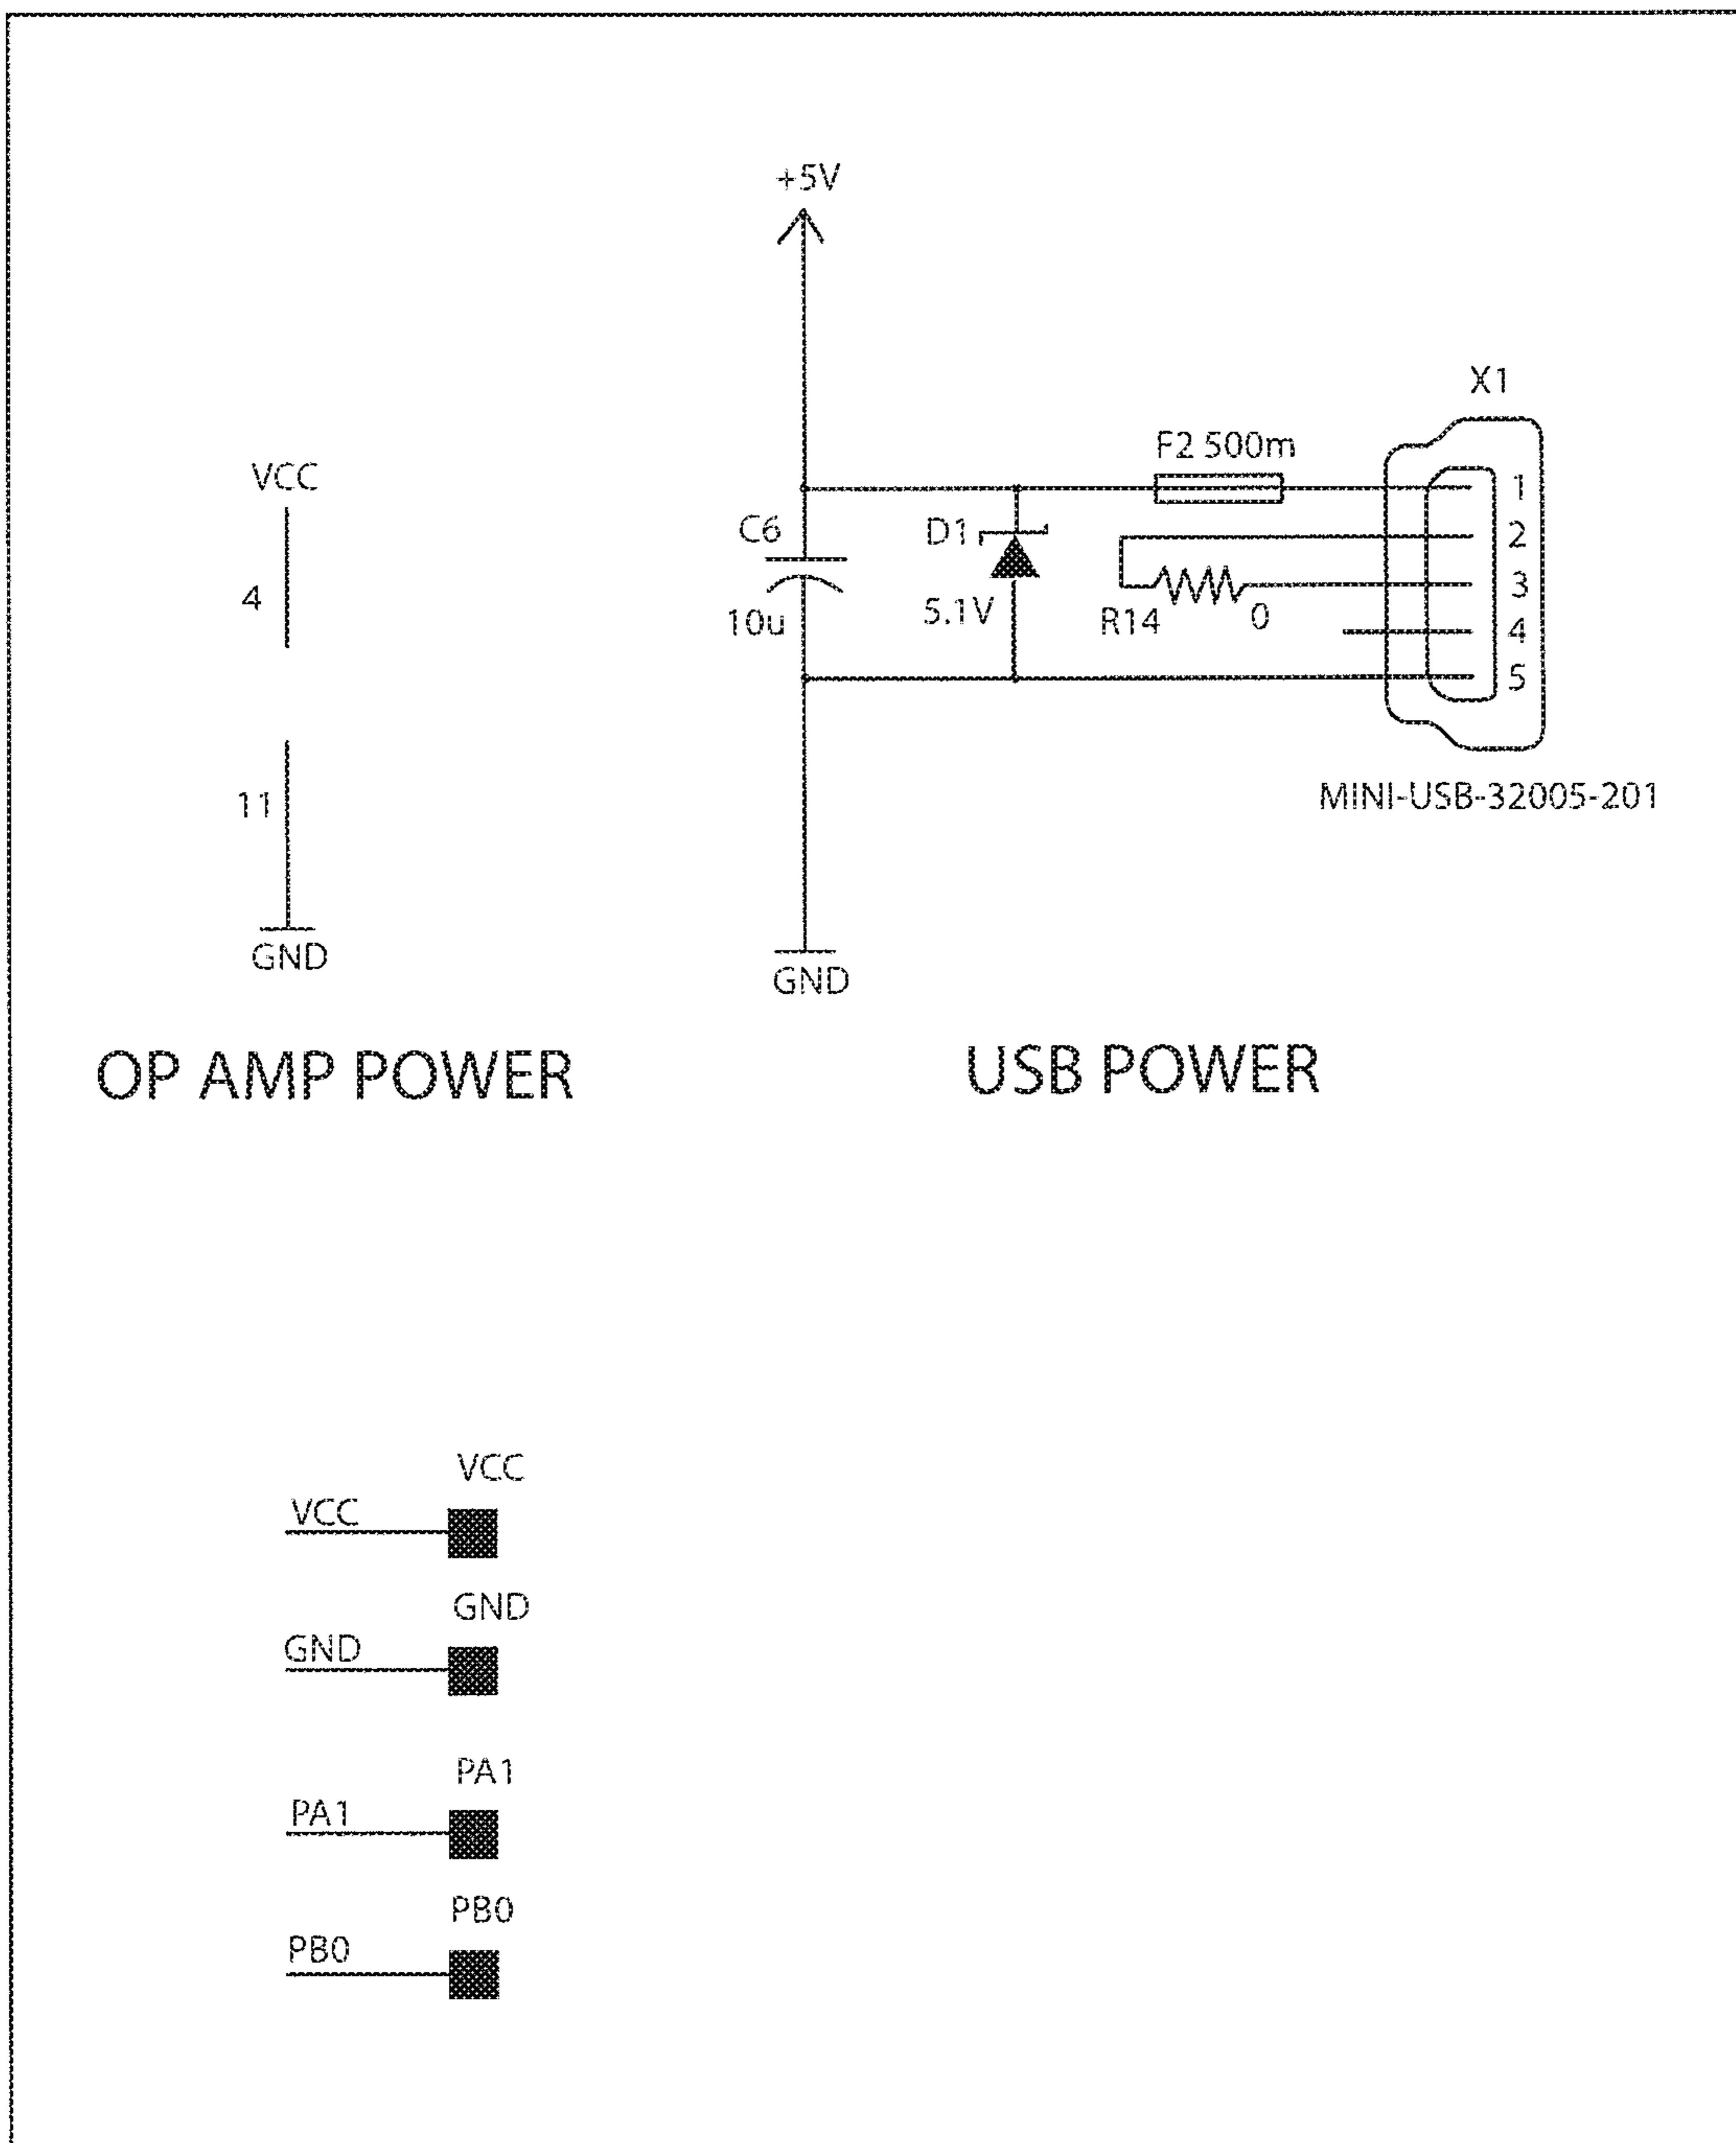 +5V
X1
F2 500m
VCC
1
C6
D1
2
4
3
10u
5.1V
R14
0
4
5
11
MINI-USB-32005-201
GND
GND
OP AMP POWER
USB POWER
VCC
VCC
GND
GND
PA1
PA1
PB0
PB0